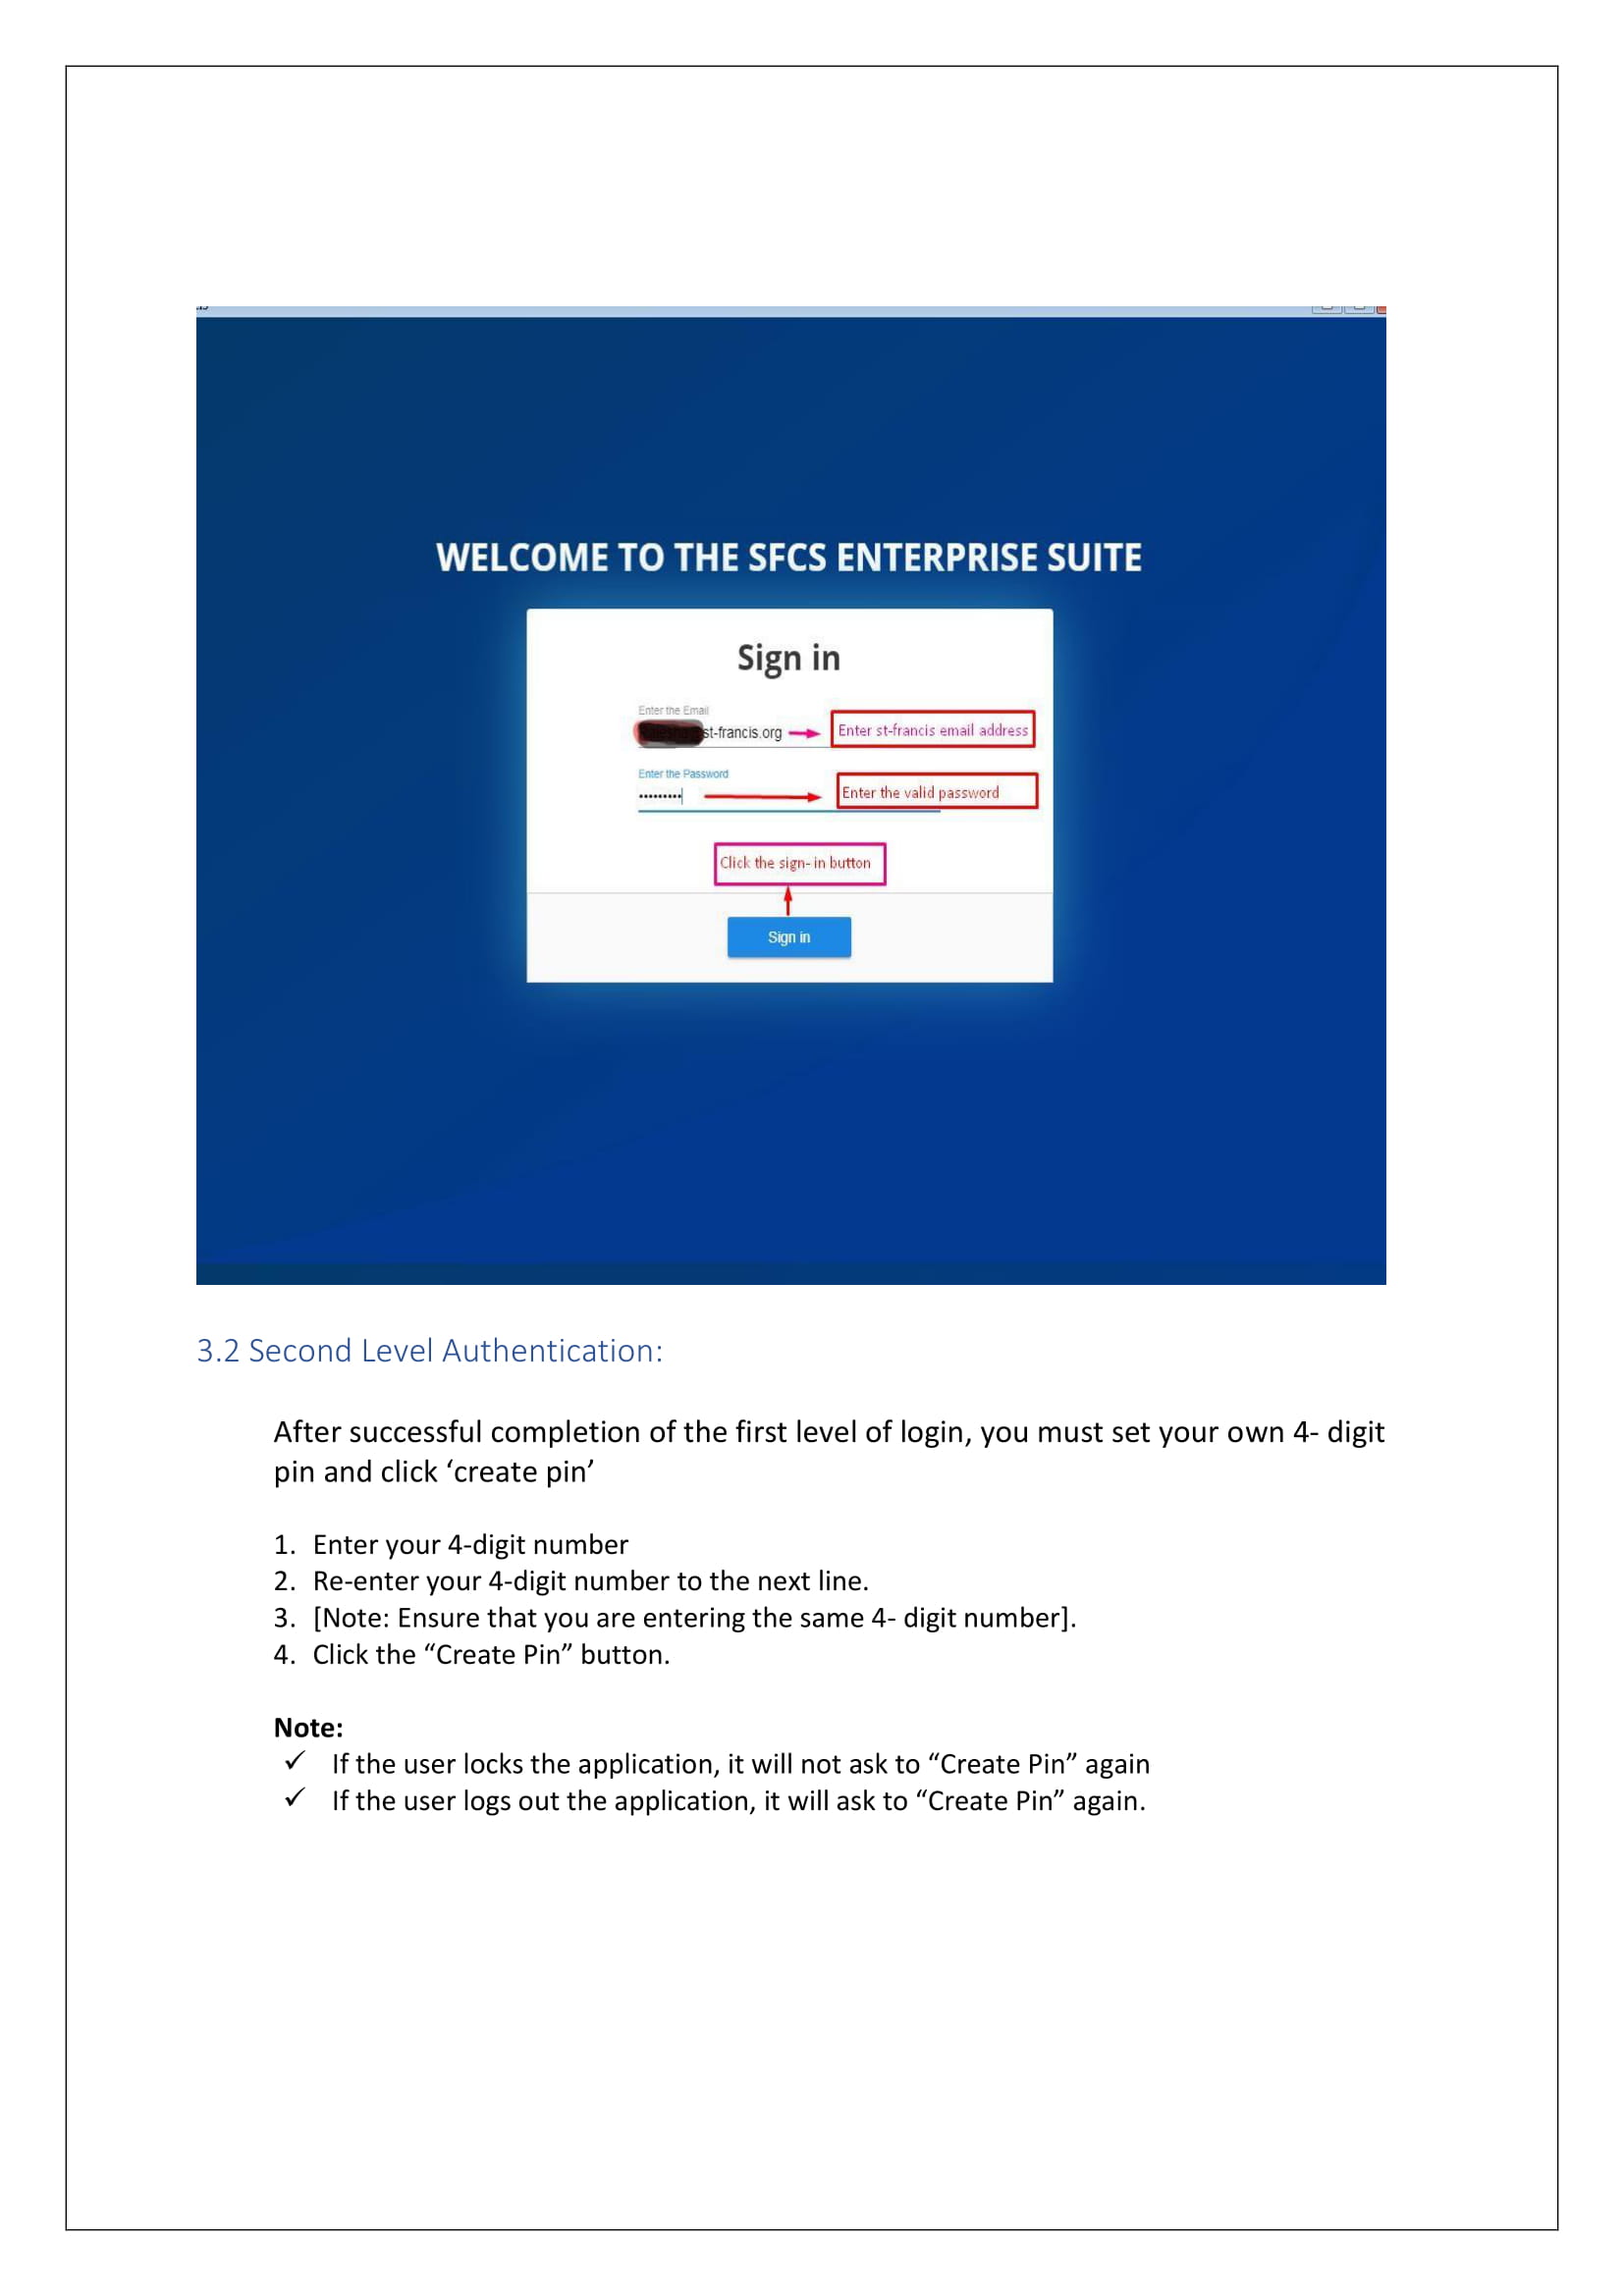 WELCOME TO THE SFCS ENTERPRISE SUITE
Sign in
Enter the Email
st-francis.org
Enter st-francis email address
Enter the Password
•••••••••
Enter the valid password
Click the sign- in button
Sign in
3.2 Second Level Authentication:
After successful completion of the first level of login, you must set your own 4- digit
pin and click ‘create pin’
1. Enter your 4-digit number
2. Re-enter your 4-digit number to the next line.
3. [Note: Ensure that you are entering the same 4- digit number].
4. Click the “Create Pin” button.
Note:
✓ If the user locks the application, it will not ask to “Create Pin” again
✓ If the user logs out the application, it will ask to “Create Pin” again.